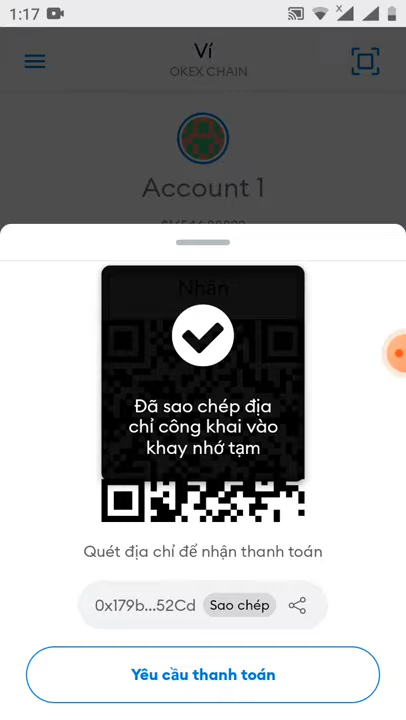 1:17
Ví
OKEX CHAIN
Account 1
Nhận
Đã sao chép địa
chỉ công khai vào
khay nhớ tạm
Quét địa chỉ để nhận thanh toán
0x179b...52Cd Sao chép
Yêu cầu thanh toán